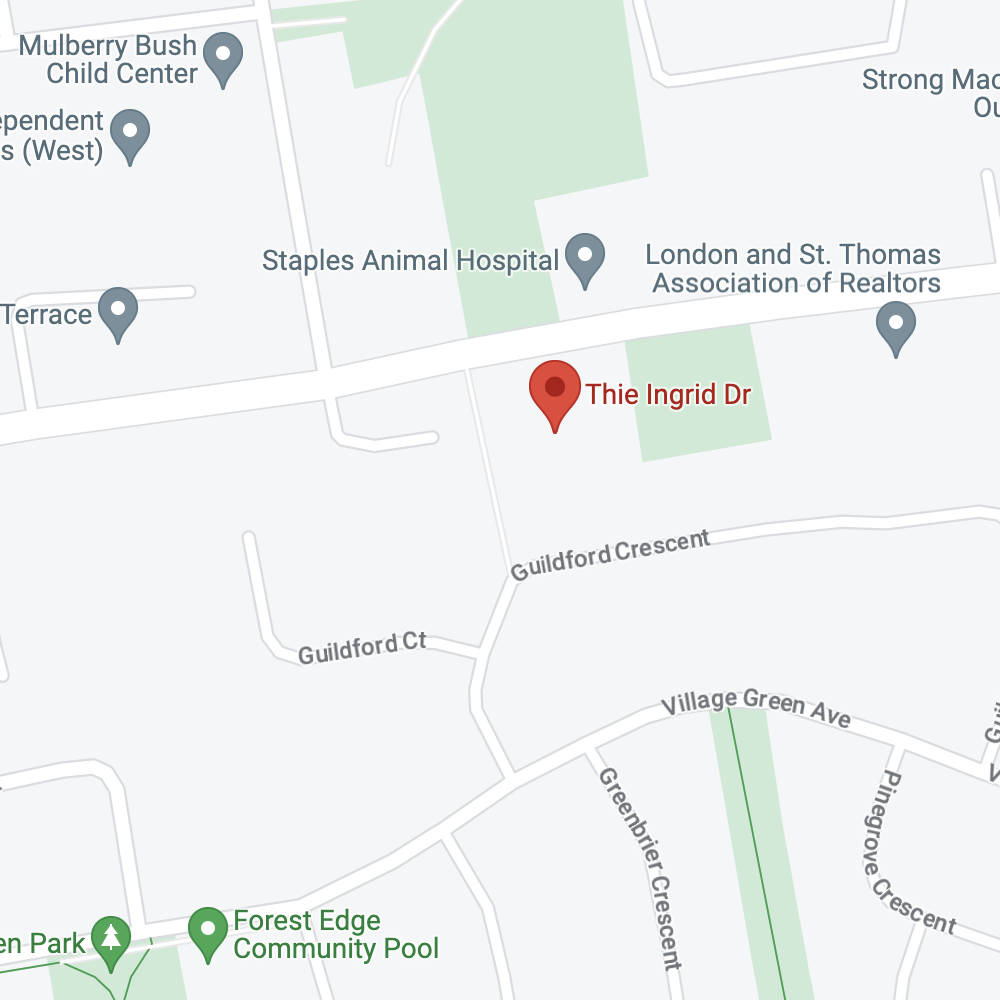 Mulberry Bush
Child Center
ependent
s (West)
Strong Mac
Ou
Staples Animal Hospital
London and St. Thomas
Association of Realtors
Terrace
Thie Ingrid Dr
Guildford Crescent
Guildford Ct
Village Green Ave
Gui
V
Greenbrier Crescent
Pinegrove Crescent
Forest Edge
Community Pool
en Park